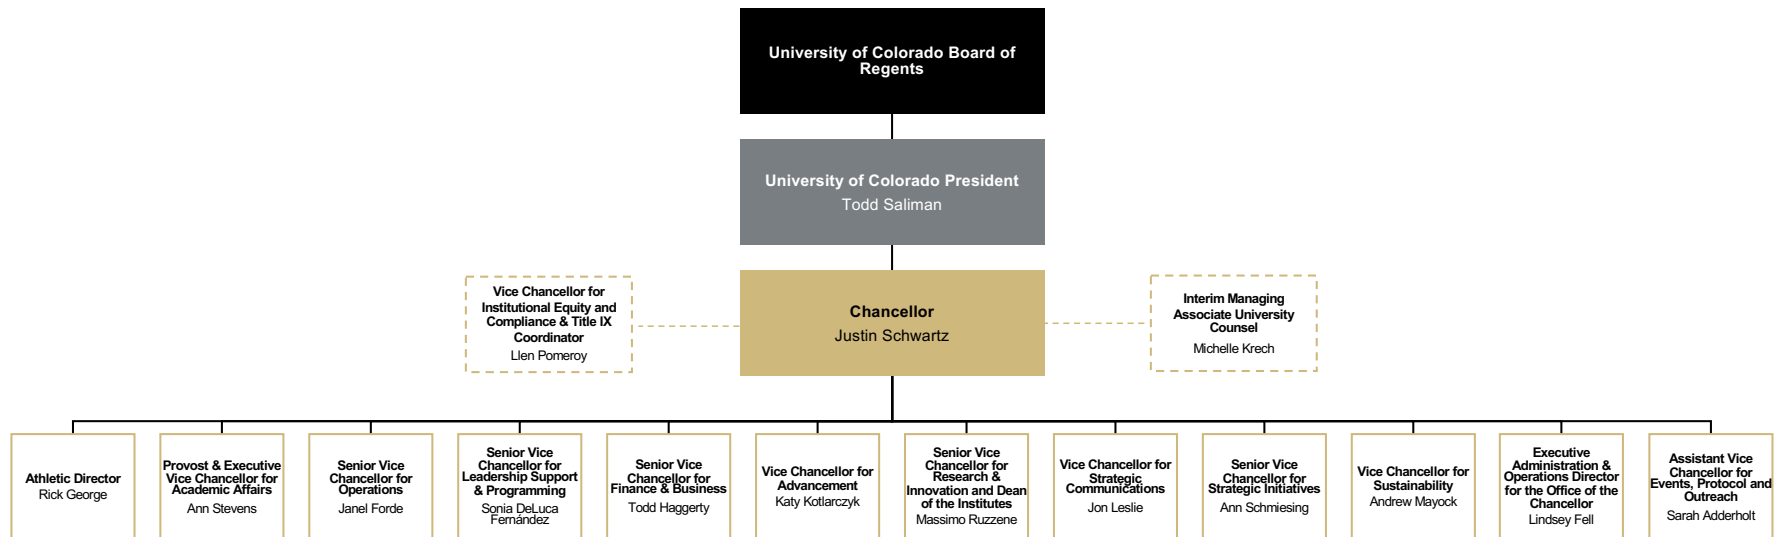 University of Colorado Board of
Regents
University of Colorado President
Todd Saliman
Vice Chancellor for
Institutional Equity and
Compliance & Title IX
Coordinator
Llen Pomeroy
Chancellor
Justin Schwartz
Interim Managing
Associate University
Counsel
Michelle Krech
Athletic Director
Rick George
Provost & Executive
Vice Chancellor for
Academic Affairs
Ann Stevens
Senior Vice
Chancellor for
Operations
Janel Forde
Senior Vice
Chancellor for
Leadership Support
& Programming
Sonia DeLuca
Fernández
Senior Vice
Chancellor for
Finance & Business
Todd Haggerty
Vice Chancellor for
Advancement
Katy Kotlarczyk
Senior Vice
Chancellor for
Research &
Innovation and Dean
of the Institutes
Massimo Ruzzene
Vice Chancellor for
Strategic
Communications
Jon Leslie
Senior Vice
Chancellor for
Strategic Initiatives
Ann Schmiesing
Vice Chancellor for
Sustainability
Andrew Mayock
Executive
Administration &
Operations Director
for the Office of the
Chancellor
Lindsey Fell
Assistant Vice
Chancellor for
Events, Protocol and
Outreach
Sarah Adderholt